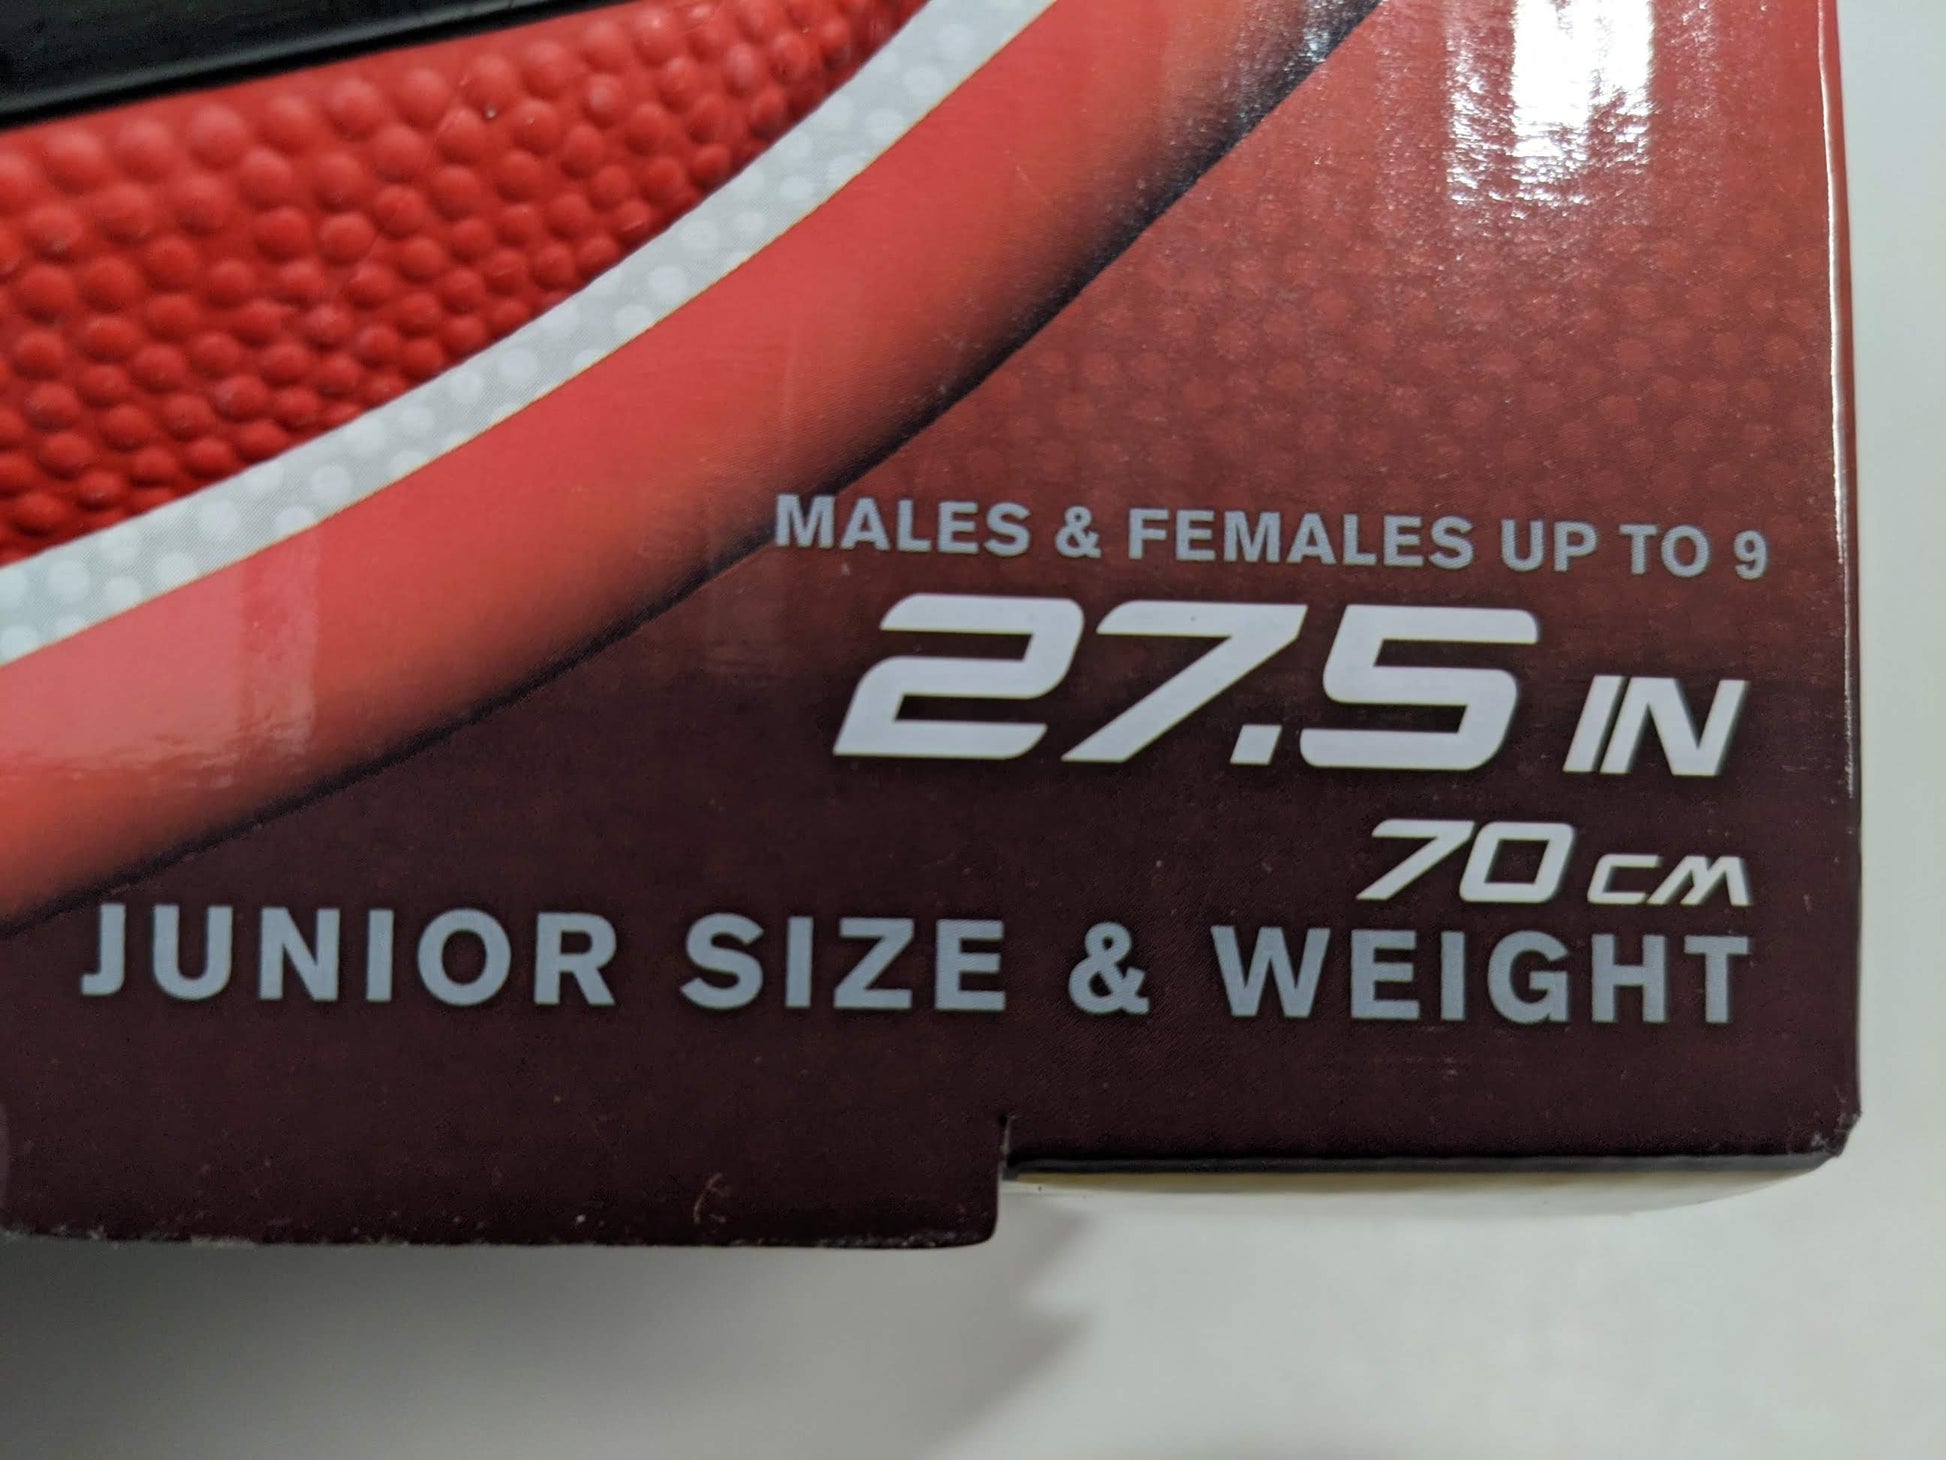 MALES & FEMALES UP TO 9
27.5 IN
70 CM
JUNIOR SIZE & WEIGHT